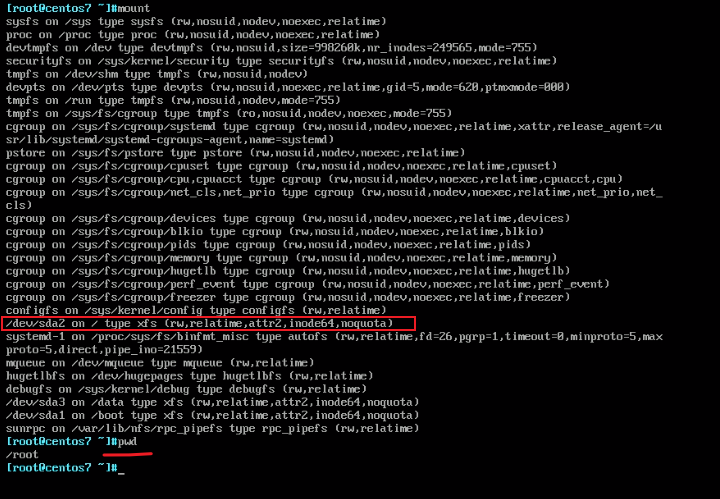 [root@centos7 ~]#mount
sysfs on /sys type sysfs (rw,nosuid,nodev,noexec,relatime)
proc on /proc type proc (rw,nosuid,nodev,noexec,relatime)
devtmpfs on /dev type devtmpfs (rw,nosuid,size=998260k,nr_inodes=249565,mode=755)
securityfs on /sys/kernel/security type securityfs (rw,nosuid,nodev,noexec,relatime)
tmpfs on /dev/shm type tmpfs (rw,nosuid,nodev)
devpts on /dev/pts type devpts (rw,nosuid,noexec,relatime,gid=5,mode=620,ptmxmode=000)
tmpfs on /run type tmpfs (rw,nosuid,nodev,mode=755)
tmpfs on /sys/fs/cgroup type tmpfs (ro,nosuid,nodev,noexec,mode=755)
cgroup on /sys/fs/cgroup/systemd type cgroup (rw,nosuid,nodev,noexec,relatime,xattr,release_agent=/u
sr/lib/systemd/systemd-cgroups-agent,name=systemd)
pstore on /sys/fs/pstore type pstore (rw,nosuid,nodev,noexec,relatime)
cgroup on /sys/fs/cgroup/cpuset type cgroup (rw,nosuid,nodev,noexec,relatime,cpuset)
cgroup on /sys/fs/cgroup/cpu,cpuacct type cgroup (rw,nosuid,nodev,noexec,relatime,cpuacct,cpu)
cgroup on /sys/fs/cgroup/net_cls,net_prio type cgroup (rw,nosuid,nodev,noexec,relatime,net_prio,net_
cls)
cgroup on /sys/fs/cgroup/devices type cgroup (rw,nosuid,nodev,noexec,relatime,devices)
cgroup on /sys/fs/cgroup/blkio type cgroup (rw,nosuid,nodev,noexec,relatime,blkio)
cgroup on /sys/fs/cgroup/pids type cgroup (rw,nosuid,nodev,noexec,relatime,pids)
cgroup on /sys/fs/cgroup/memory type cgroup (rw,nosuid,nodev,noexec,relatime,memory)
cgroup on /sys/fs/cgroup/hugetlb type cgroup (rw,nosuid,nodev,noexec,relatime,hugetlb)
cgroup on /sys/fs/cgroup/perf_event type cgroup (rw,nosuid,nodev,noexec,relatime,perf_event)
cgroup on /sys/fs/cgroup/freezer type cgroup (rw,nosuid,nodev,noexec,relatime,freezer)
configfs on /sys/kernel/config type configfs (rw,relatime)
/dev/sda2 on / type xfs (rw,relatime,attr2,inode64,noquota)
systemd-1 on /proc/sys/fs/binfmt_misc type autofs (rw,relatime,fd=26,pgrp=1,timeout=0,minproto=5,max
proto=5,direct,pipe_ino=21559)
mqueue on /dev/mqueue type mqueue (rw,relatime)
hugetlbfs on /dev/hugepages type hugetlbfs (rw,relatime)
debugfs on /sys/kernel/debug type debugfs (rw,relatime)
/dev/sda3 on /data type xfs (rw,relatime,attr2,inode64,noquota)
/dev/sda1 on /boot type xfs (rw,relatime,attr2,inode64,noquota)
sunrpc on /var/lib/nfs/rpc_pipefs type rpc_pipefs (rw,relatime)
[root@centos7 ~]#pwd
/root
[root@centos7 ~]#_